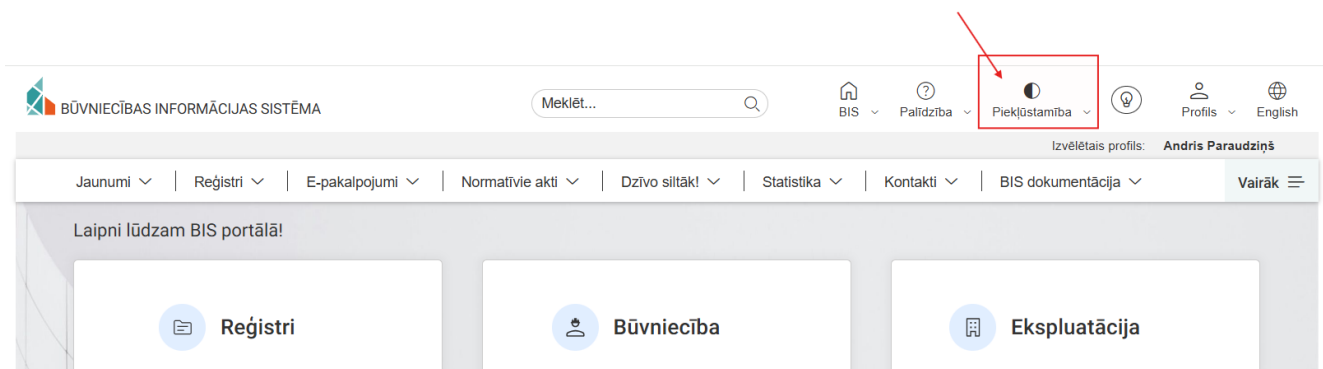 BŪVNIECĪBAS INFORMĀCIJAS SISTĒMA
Meklēt...
BIS
Palīdzība
Piekļūstamība
Profils
English
Izvēlētais profils: Andris Paraudziņš
Jaunumi
Reģistri
E-pakalpojumi
Normatīvie akti
Dzīvo siltāk!
Statistika
Kontakti
BIS dokumentācija
Vairāk
Laipni lūdzam BIS portālā!
Reģistri
Būvniecība
Ekspluatācija